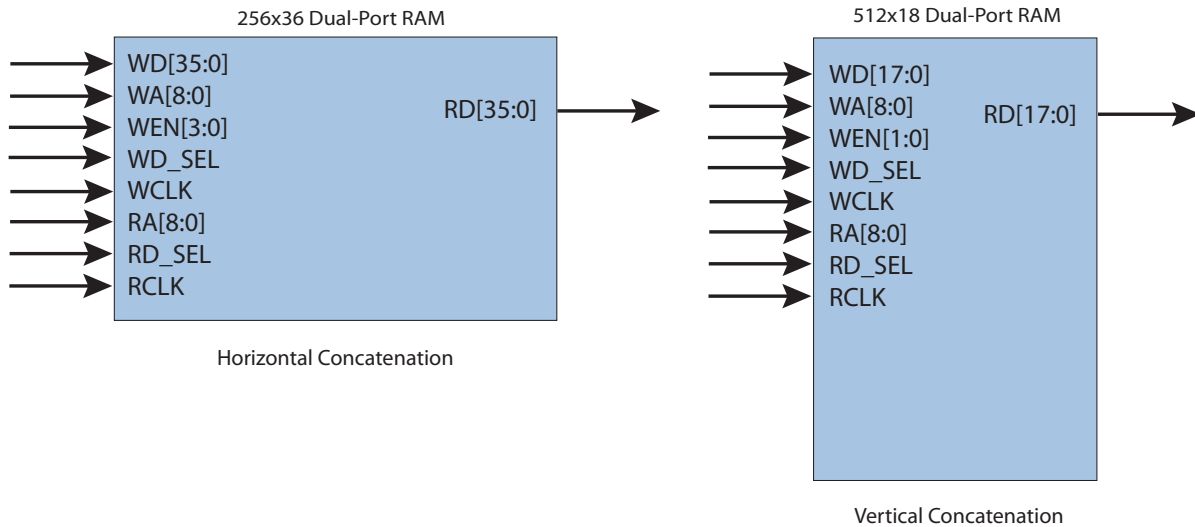 256x36 Dual-Port RAM
WD[35:0]
WA[8:0]
WEN[3:0]
WD_SEL
WCLK
RA[8:0]
RD_SEL
RCLK
RD[35:0]
Horizontal Concatenation
512x18 Dual-Port RAM
WD[17:0]
WA[8:0]
WEN[1:0]
WD_SEL
WCLK
RA[8:0]
RD_SEL
RCLK
RD[17:0]
Vertical Concatenation